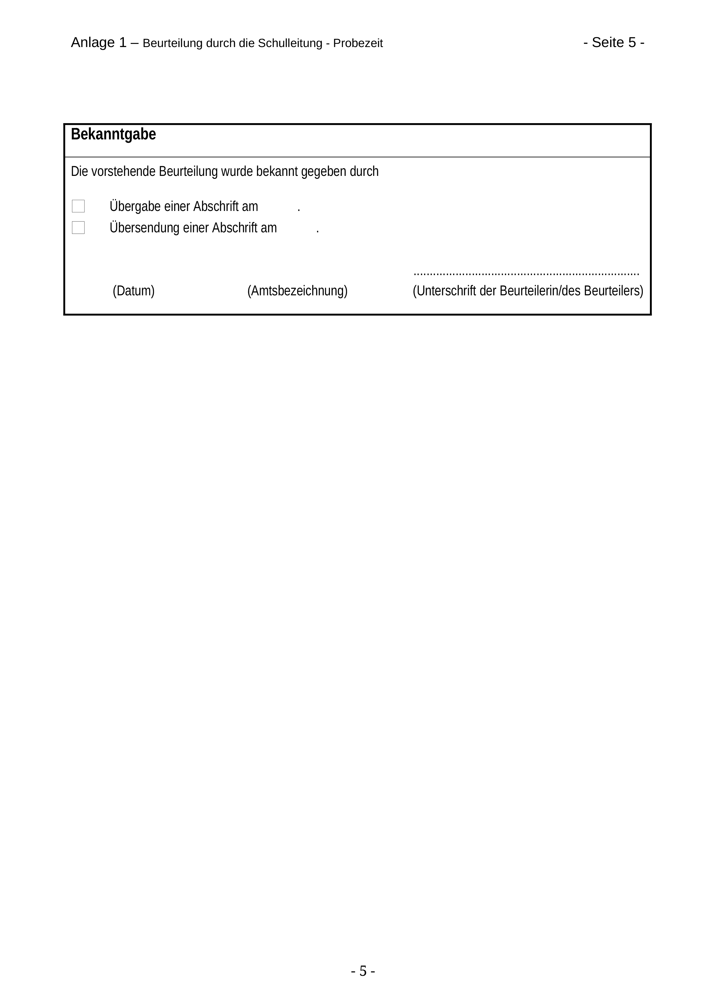 Anlage 1 – Beurteilung durch die Schulleitung - Probezeit - Seite 5 -
Bekanntgabe
Die vorstehende Beurteilung wurde bekannt gegeben durch
Übergabe einer Abschrift am .
Übersendung einer Abschrift am .
......................................................................
(Datum) (Amtsbezeichnung) (Unterschrift der Beurteilerin/des Beurteilers)
- 5 -